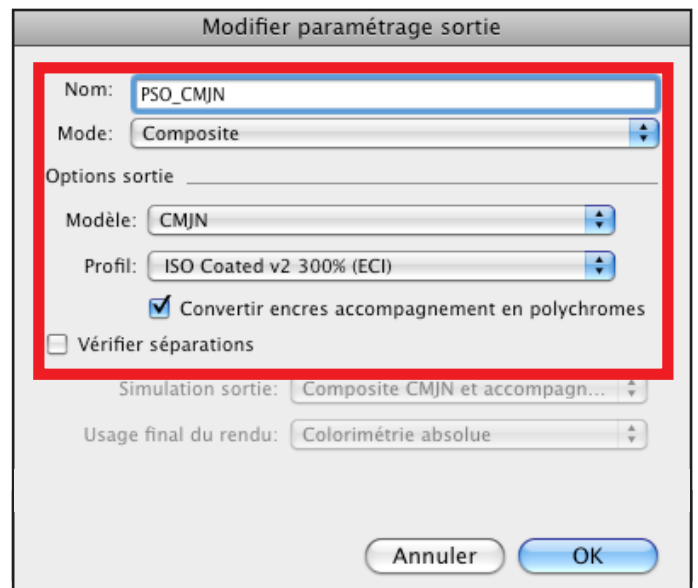 Modifier paramétrage sortie
Nom: PSO_CMJN
Mode: Composite
Options sortie
Modèle: CMJN
Profil: ISO Coated v2 300% (ECI)
Convertir encres accompagnement en polychromes
Vérifier séparations
Simulation sortie: Composite CMJN et accompagn...
Usage final du rendu: Colorimétrie absolue
Annuler OK